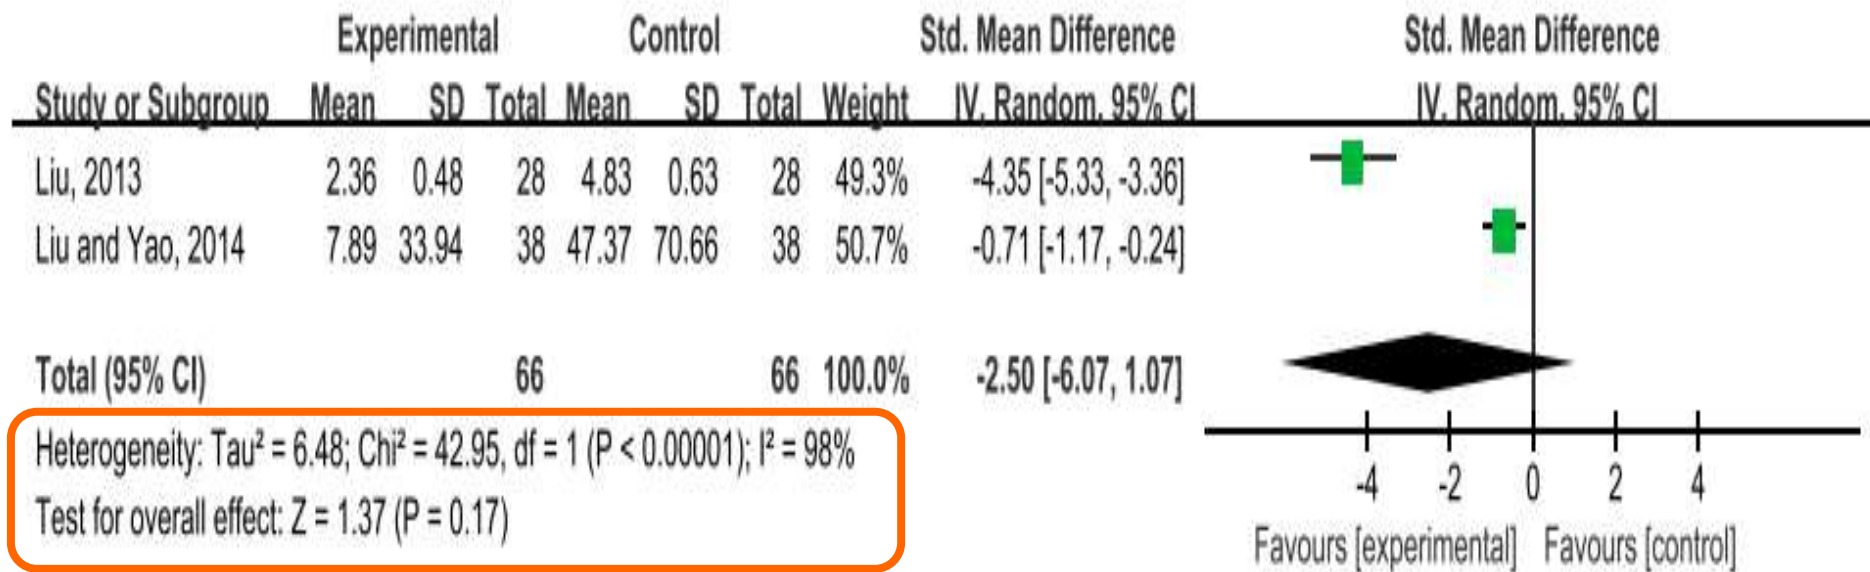 Experimental Control Std. Mean Difference Std. Mean Difference
Study or Subgroup Mean SD Total Mean SD Total Weight IV, Random, 95% CI IV, Random, 95% CI
Liu, 2013 2.36 0.48 28 4.83 0.63 28 49.3% -4.35 [-5.33, -3.36]
Liu and Yao, 2014 7.89 33.94 38 47.37 70.66 38 50.7% -0.71 [-1.17, -0.24]
Total (95% CI) 66 66 100.0% -2.50 [-6.07, 1.07]
Heterogeneity: Tau² = 6.48; Chi² = 42.95, df = 1 (P < 0.00001); I² = 98%
Test for overall effect: Z = 1.37 (P = 0.17)
-4 -2 0 2 4
Favours [experimental] Favours [control]